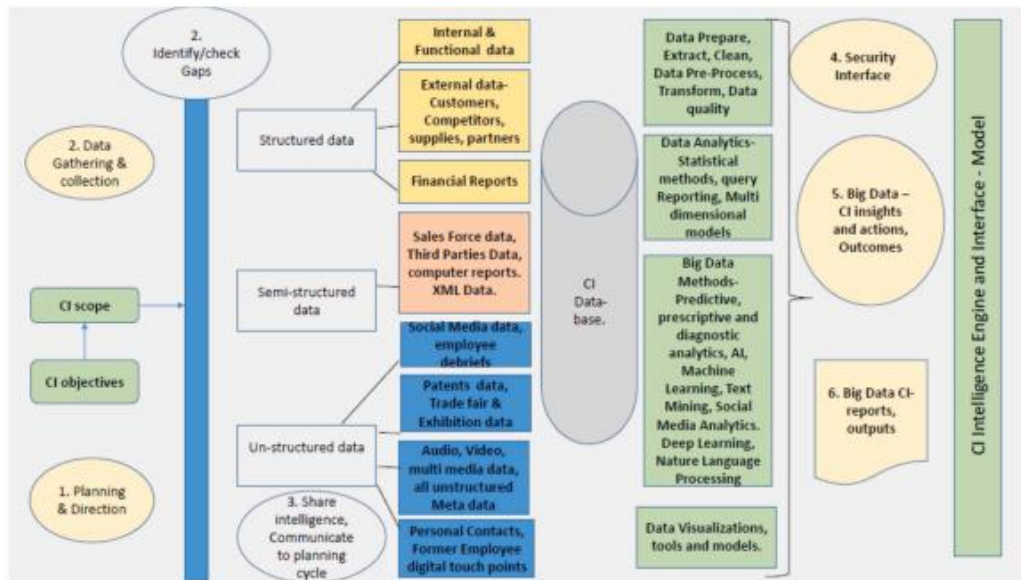 2.
Identify/check
Gaps
2. Data
Gathering &
collection
CI scope
CI objectives
1. Planning
& Direction
Structured data
Semi-structured
data
Un-structured data
3. Share
intelligence,
Communicate
to planning
cycle
Internal &
Functional data
External data-
Customers,
Competitors,
supplies, partners
Financial Reports
Sales Force data,
Third Parties Data,
computer reports.
XML Data.
Social Media data,
employee
debriefs
Patents data,
Trade fair &
Exhibition data
Audio, Video,
multi media data,
all unstructured
Meta data
Personal Contacts,
Former Employee
digital touch points
CI
Data-
base.
Data Prepare,
Extract, Clean,
Data Pre-Process,
Transform, Data
quality
Data Analytics-
Statistical
methods, query
Reporting, Multi
dimensional
models
Big Data
Methods-
Predictive,
prescriptive and
diagnostic
analytics, AI,
Machine
Learning, Text
Mining, Social
Media Analytics.
Deep Learning,
Nature Language
Processing
Data Visualizations,
tools and models.
4. Security
Interface
5. Big Data –
CI insights
and actions,
Outcomes
6. Big Data CI-
reports,
outputs
CI Intelligence Engine and Interface - Model